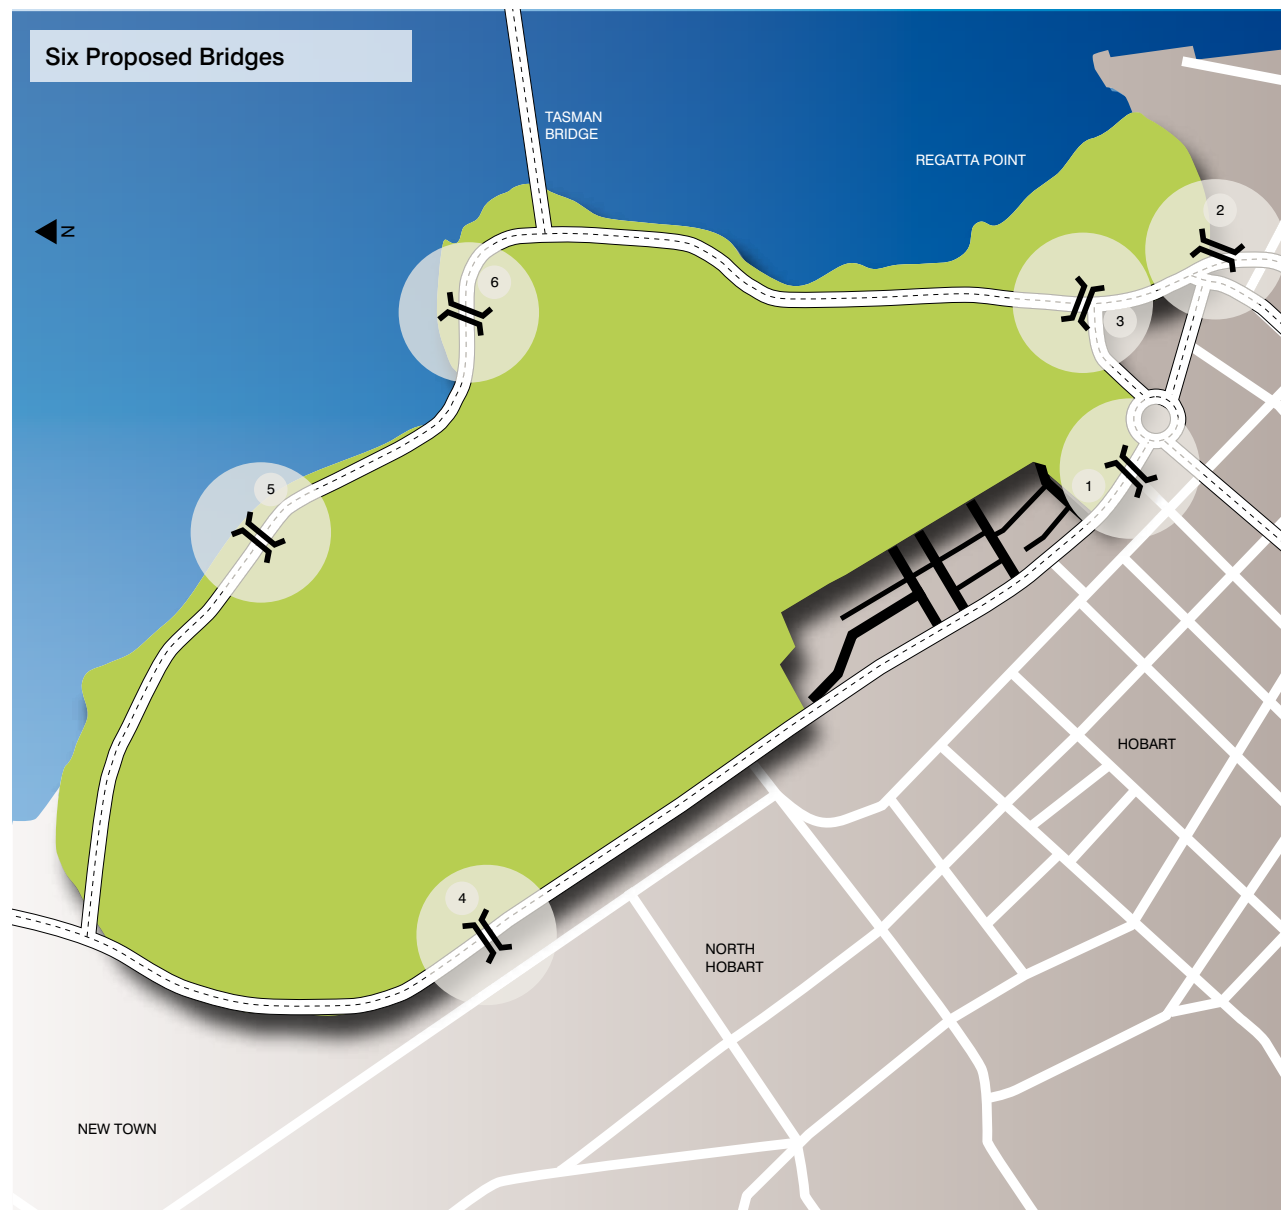 Six Proposed Bridges
TASMAN
BRIDGE
REGATTA POINT
N
2
6
3
5
1
HOBART
4
NORTH
HOBART
NEW TOWN